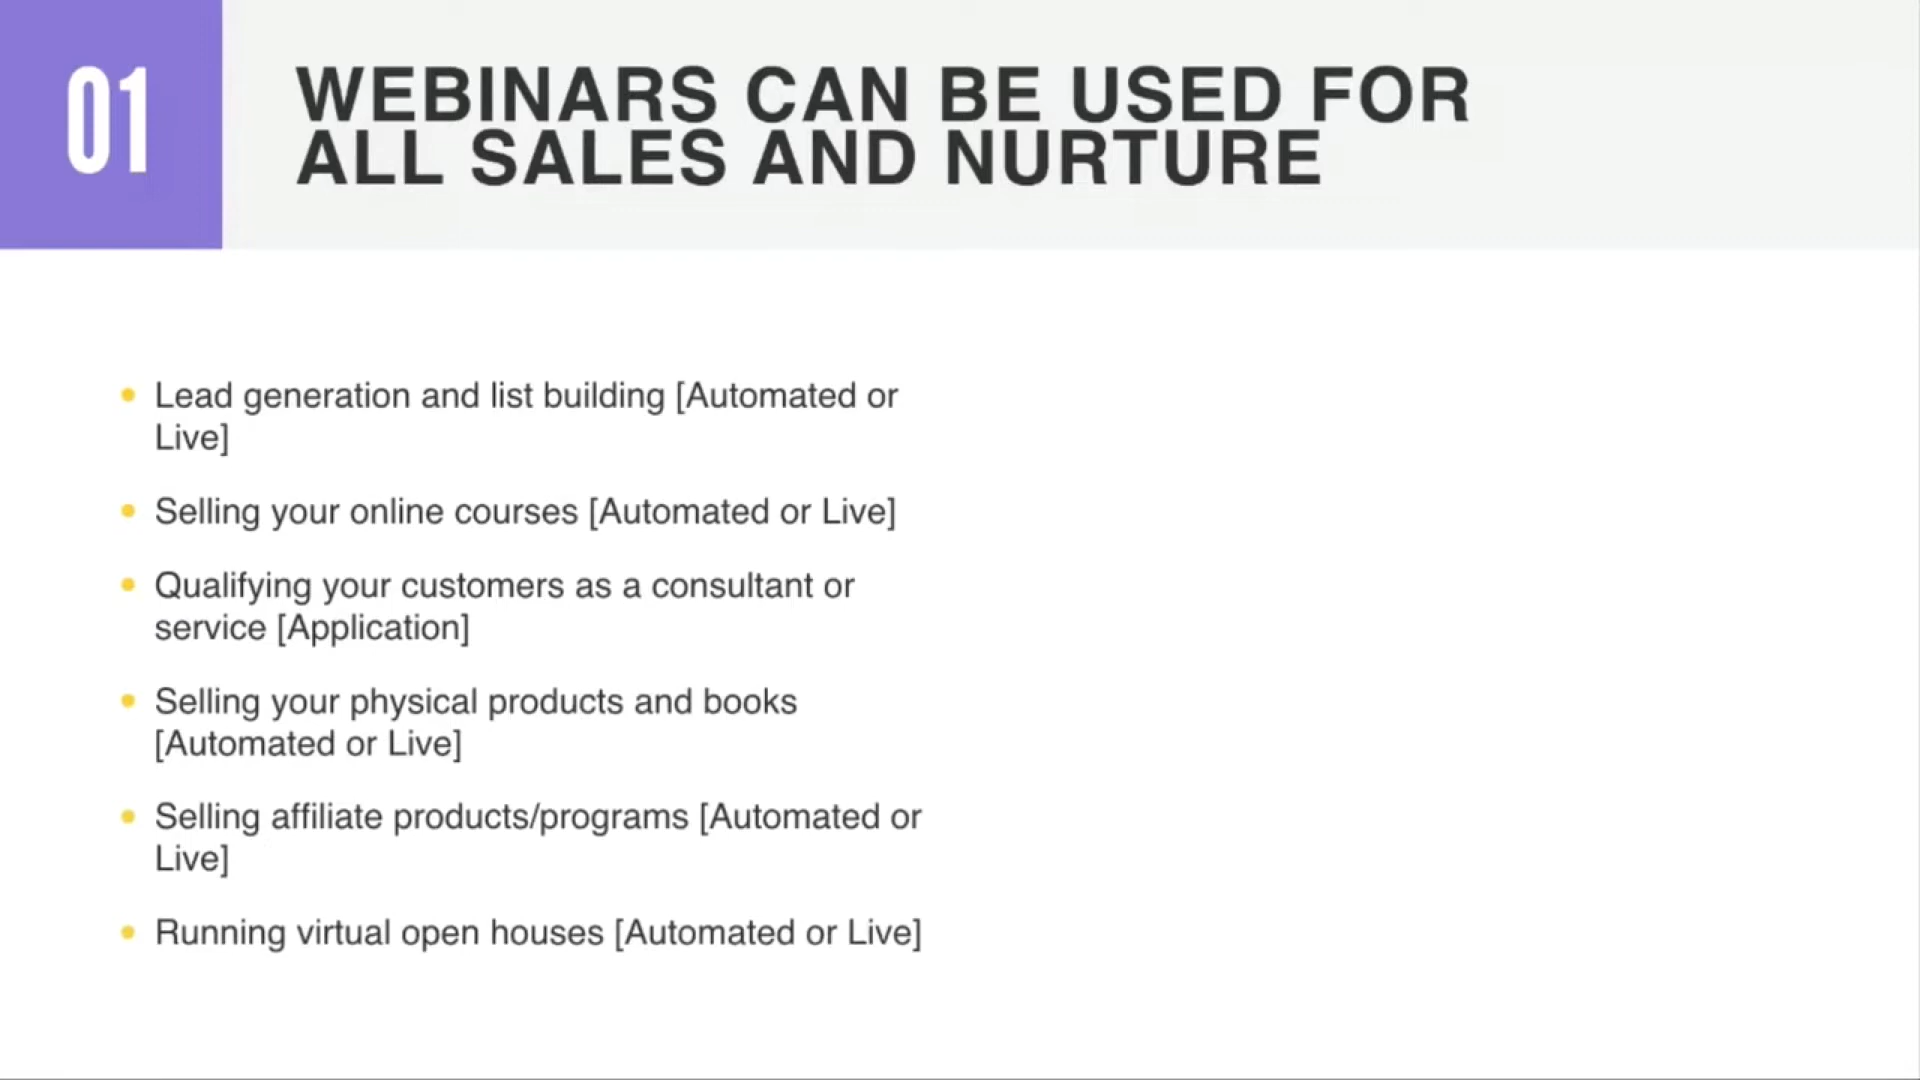 01
WEBINARS CAN BE USED FOR
ALL SALES AND NURTURE
• Lead generation and list building [Automated or
Live]
• Selling your online courses [Automated or Live]
• Qualifying your customers as a consultant or
service [Application]
• Selling your physical products and books
[Automated or Live]
• Selling affiliate products/programs [Automated or
Live]
• Running virtual open houses [Automated or Live]